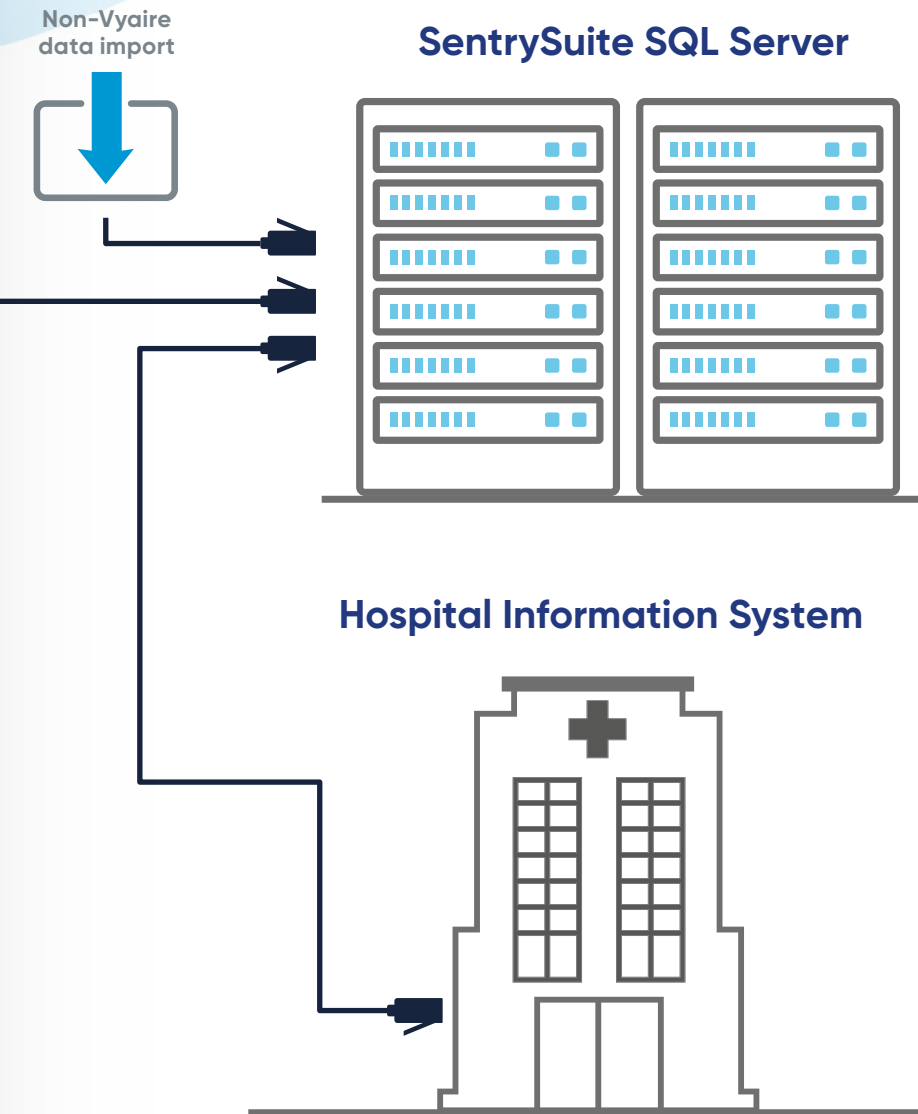 Non-Vyaire
data import
SentrySuite SQL Server
Hospital Information System